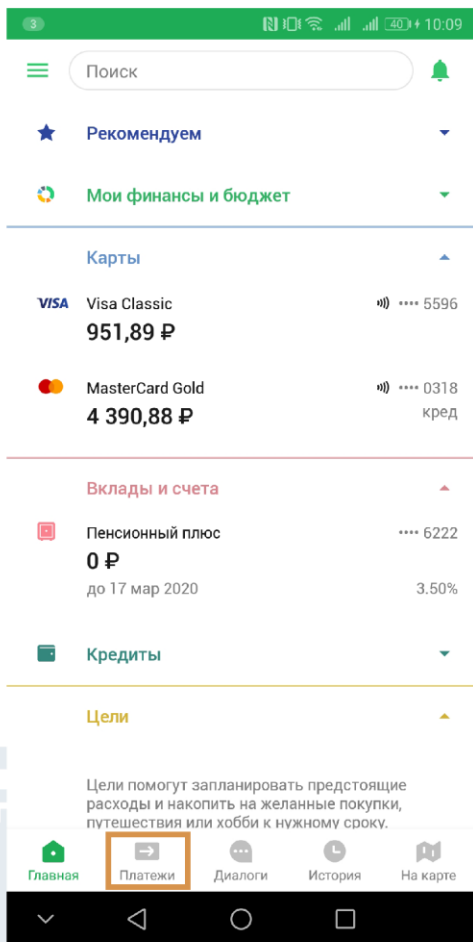 3 40 10:09
Поиск
Рекомендуем
Мои финансы и бюджет
Карты
VISA Visa Classic •••• 5596
951,89 ₽
MasterCard Gold •••• 0318
4 390,88 ₽ кред
Вклады и счета
Пенсионный плюс •••• 6222
0 ₽
до 17 мар 2020 3.50%
Кредиты
Цели
Цели помогут запланировать предстоящие
расходы и накопить на желанные покупки,
путешествия или хобби к нужному сроку.
Главная Платежи Диалоги История На карте